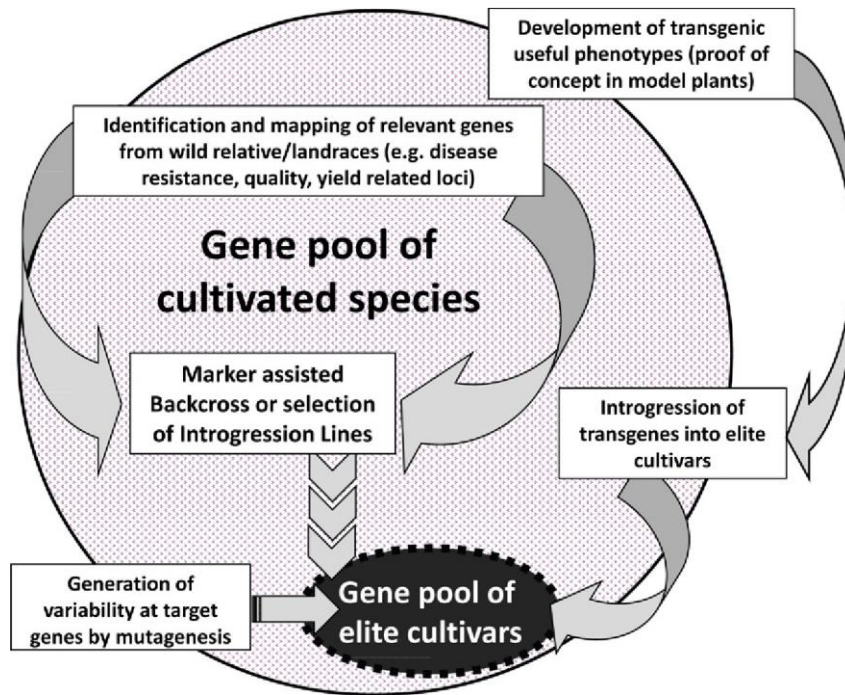 Development of transgenic
useful phenotypes (proof of
concept in model plants)
Identification and mapping of relevant genes
from wild relative/landraces (e.g. disease
resistance, quality, yield related loci)
Gene pool of
cultivated species
Marker assisted
Backcross or selection
of Introgression Lines
Introgression of
transgenes into elite
cultivars
Generation of
variability at target
genes by mutagenesis
Gene pool of
elite cultivars